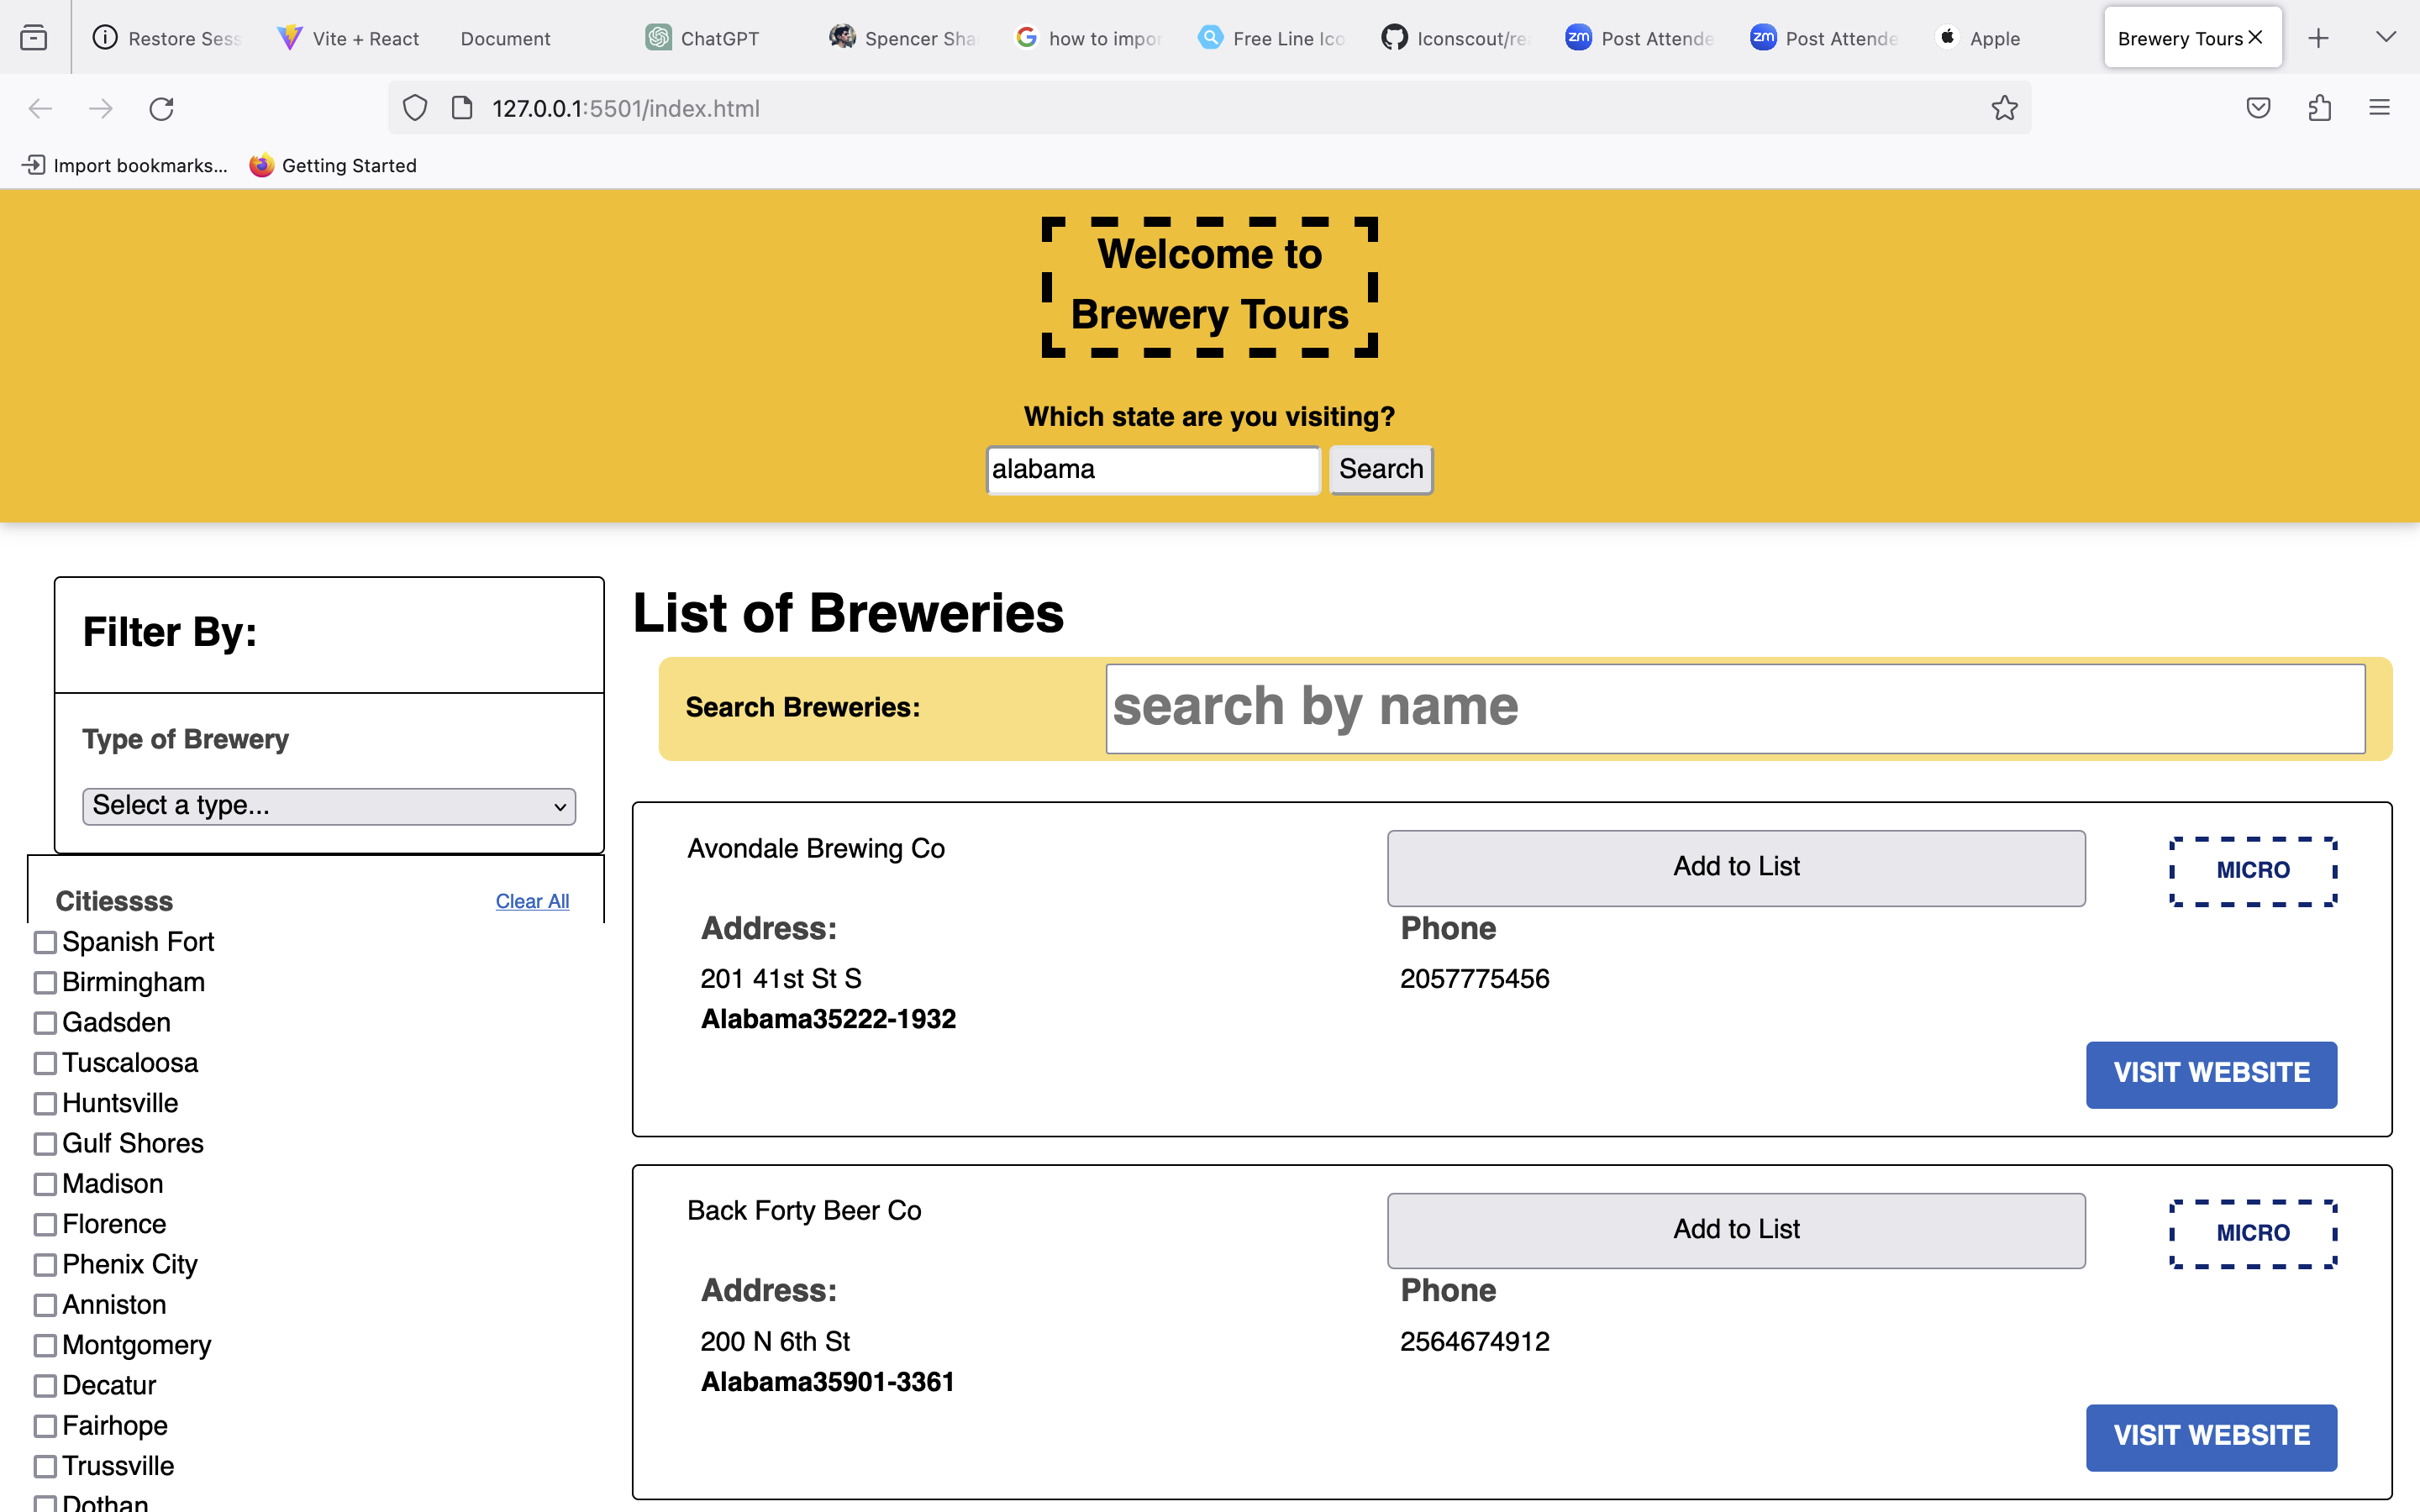 Restore Sess
Vite + React
Document
ChatGPT
Spencer Sha
how to impor
Free Line Ico
Iconscout/rea
Post Attende
Post Attende
Apple
Brewery Tours
127.0.0.1:5501/index.html
Import bookmarks...
Getting Started
Welcome to
Brewery Tours
Which state are you visiting?
alabama
Search
Filter By:
Type of Brewery
Select a type...
Citiessss
Clear All
Spanish Fort
Birmingham
Gadsden
Tuscaloosa
Huntsville
Gulf Shores
Madison
Florence
Phenix City
Anniston
Montgomery
Decatur
Fairhope
Trussville
Dothan
List of Breweries
Search Breweries:
search by name
Avondale Brewing Co
Add to List
MICRO
Address:
Phone
201 41st St S
2057775456
Alabama35222-1932
VISIT WEBSITE
Back Forty Beer Co
Add to List
MICRO
Address:
Phone
200 N 6th St
2564674912
Alabama35901-3361
VISIT WEBSITE